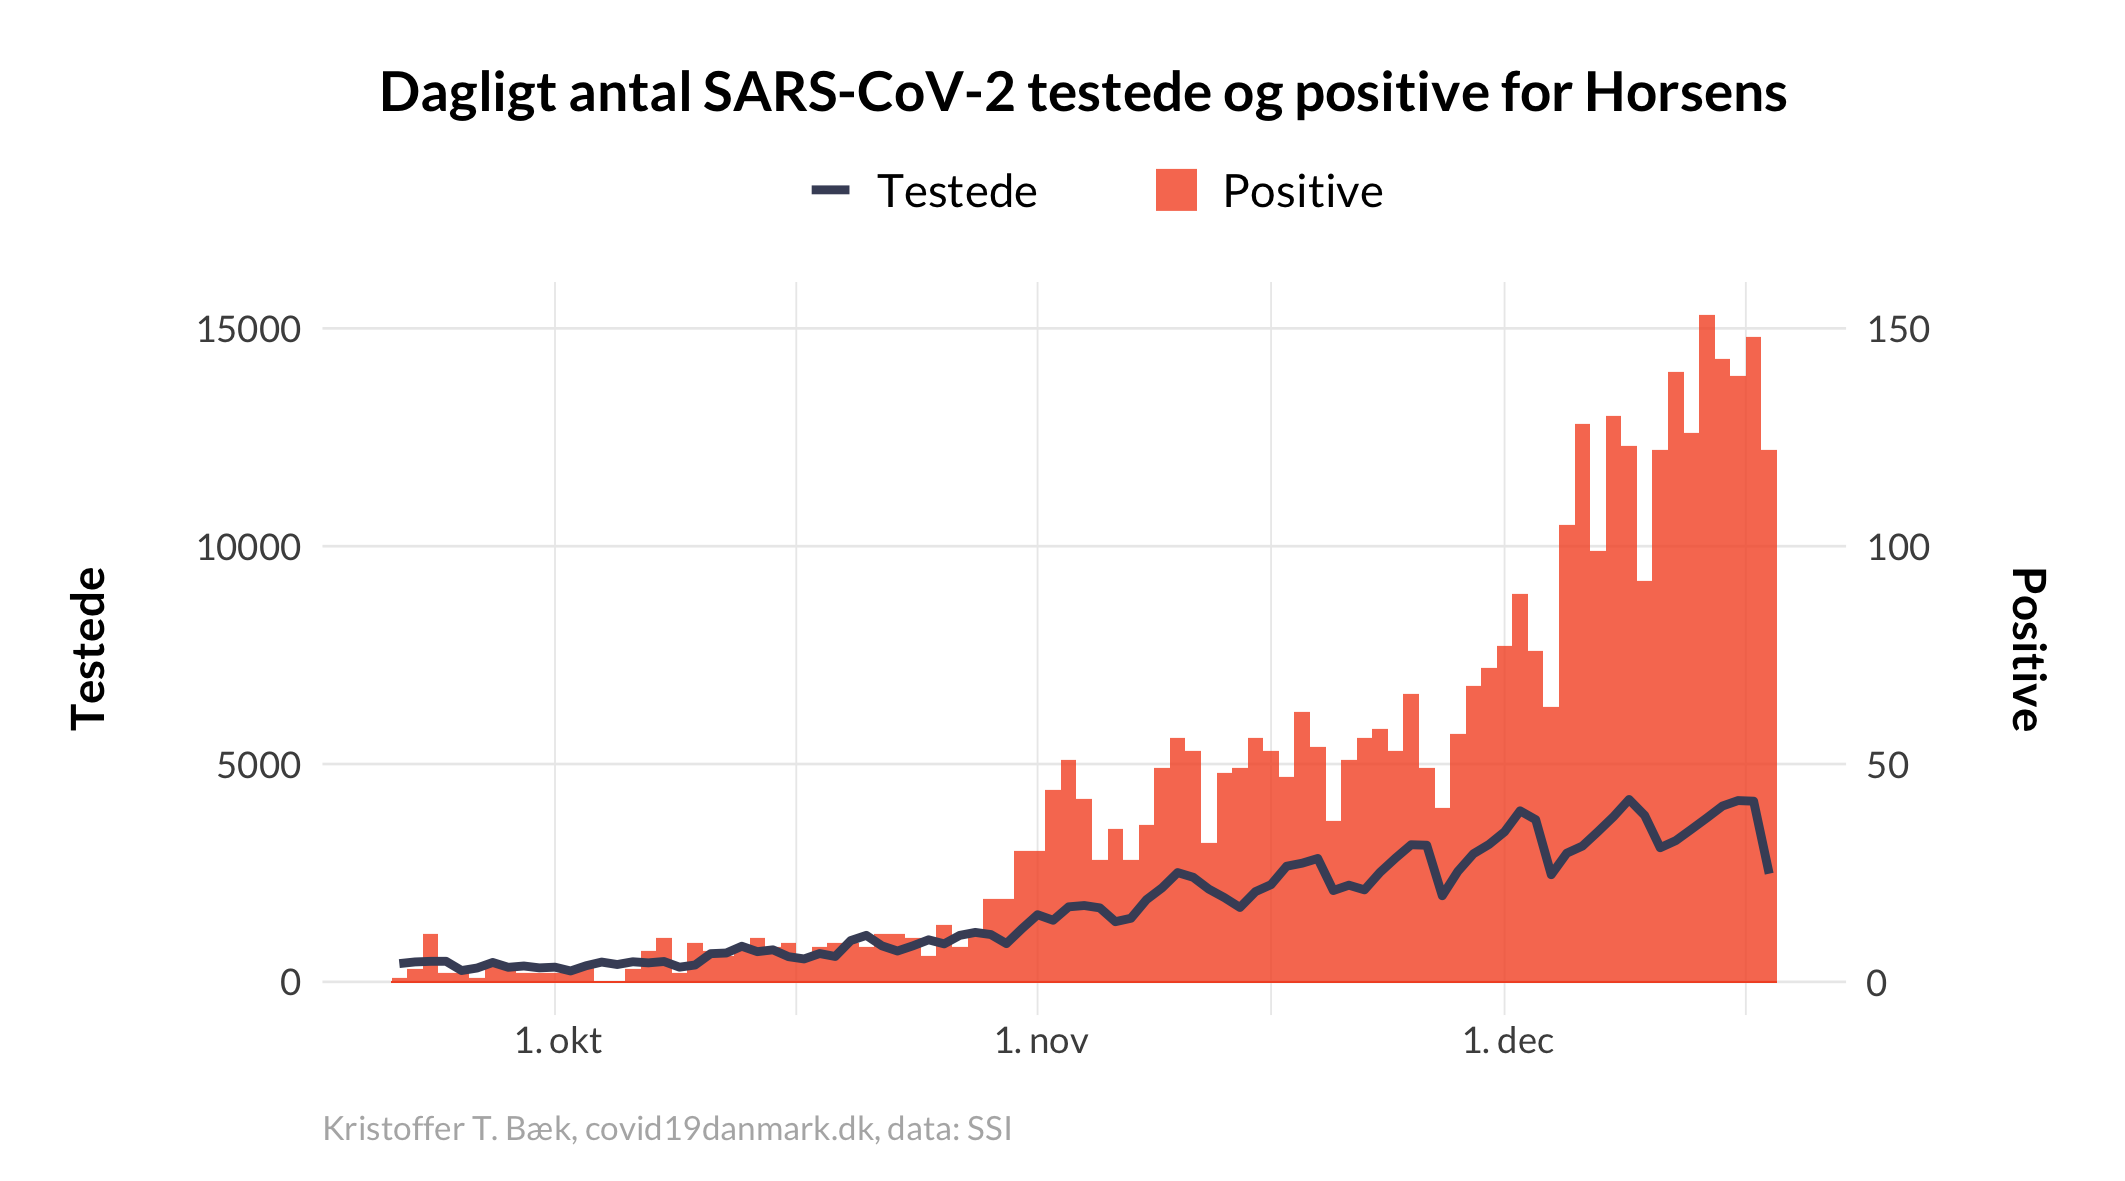 Dagligt antal SARS-CoV-2 testede og positive for Horsens
Testede
Positive
15000
10000
5000
0
150
100
50
0
Testede
Positive
1. okt
1. nov
1. dec
Kristoffer T. Bæk, covid19danmark.dk, data: SSI